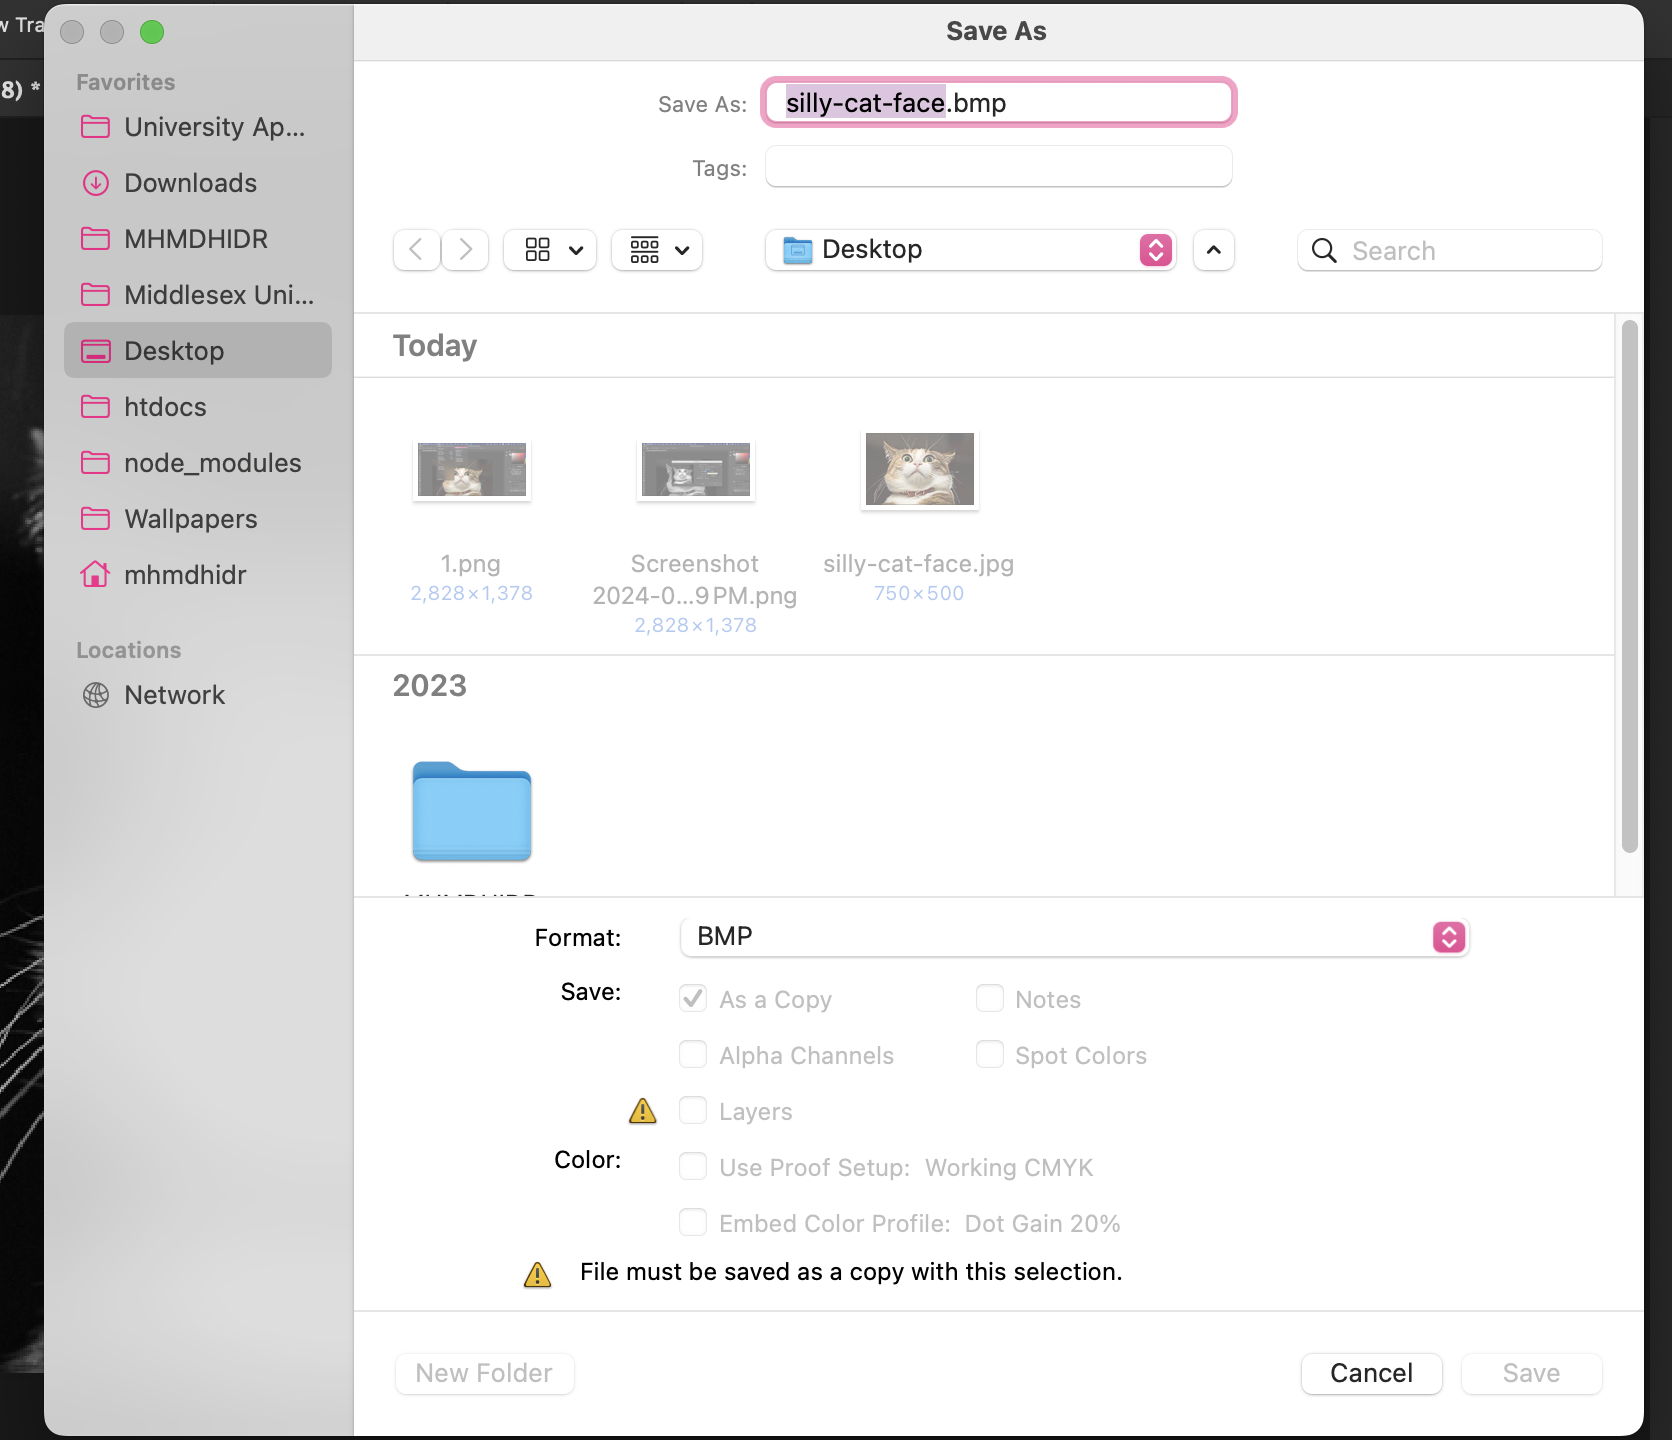 w Tra
8) *
Save As
Favorites
University Ap...
Downloads
MHMDHIDR
Middlesex Uni...
Desktop
htdocs
node_modules
Wallpapers
mhmdhidr
Locations
Network
Save As: silly-cat-face.bmp
Tags:
Desktop
Search
Today
1.png
2,828×1,378
Screenshot
2024-0...9 PM.png
2,828×1,378
silly-cat-face.jpg
750×500
2023
Format: BMP
Save: As a Copy Notes
Alpha Channels Spot Colors
Layers
Color: Use Proof Setup: Working CMYK
Embed Color Profile: Dot Gain 20%
File must be saved as a copy with this selection.
New Folder Cancel Save